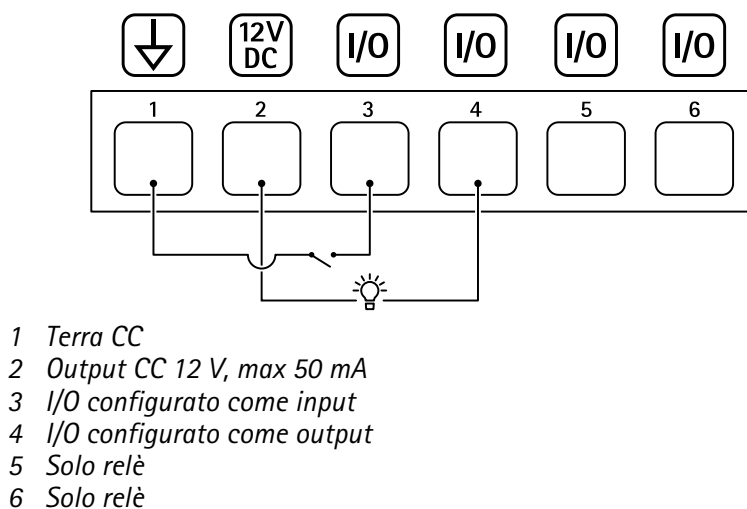 12V DC I/O I/O I/O I/O
1 2 3 4 5 6
1 Terra CC
2 Output CC 12 V, max 50 mA
3 I/O configurato come input
4 I/O configurato come output
5 Solo relè
6 Solo relè